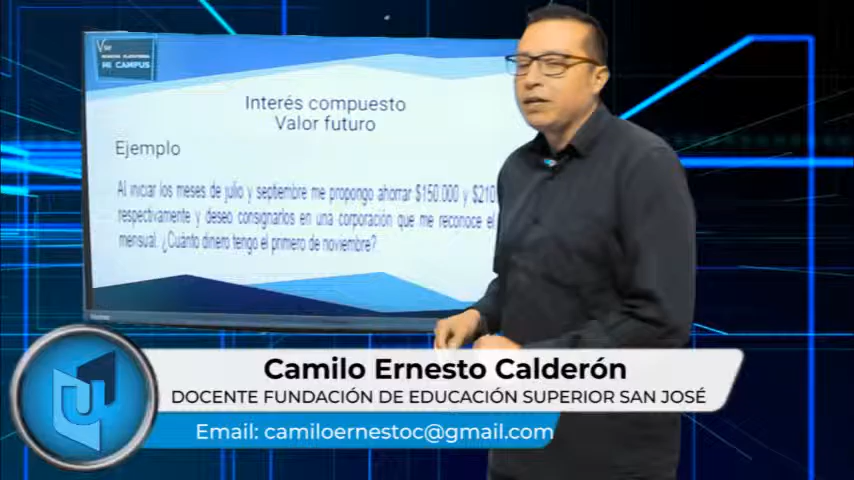 MI CAMPUS
Interés compuesto
Valor futuro
Ejemplo
Al iniciar los meses de julio y septiembre me propongo ahorrar $150.000 y $210
respectivamente y deseo consignarlos en una corporación que me reconoce el
mensual. ¿Cuánto dinero tengo el primero de noviembre?
Camilo Ernesto Calderón
DOCENTE FUNDACIÓN DE EDUCACIÓN SUPERIOR SAN JOSÉ
Email: camiloernestoc@gmail.com